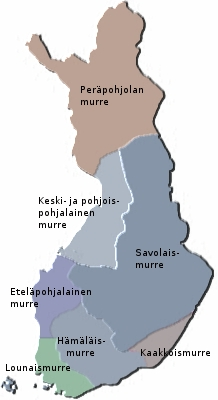 Peräpohjolan
murre
Keski- ja pohjois-
pohjalainen
murre
Savolais-
murre
Eteläpohjalainen
murre
Hämäläis-
murre
Kaakkoismurre
Lounaismurre